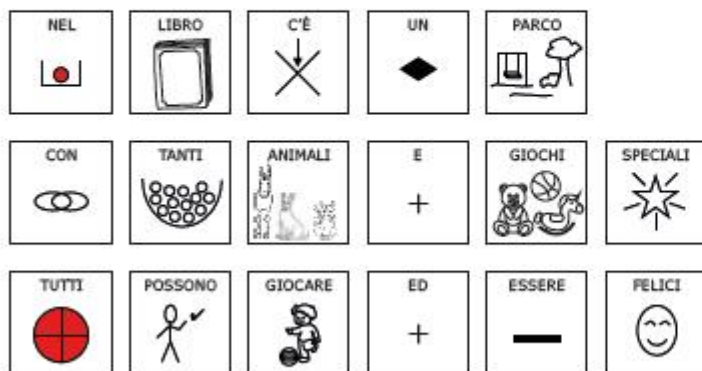 NEL LIBRO C'È UN PARCO
CON TANTI ANIMALI E GIOCHI SPECIALI
TUTTI POSSONO GIOCARE ED ESSERE FELICI